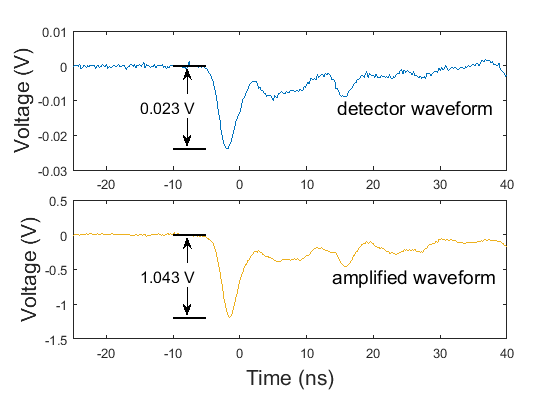 0.01
0
-0.01
-0.02
-0.03
Voltage (V)
0.023 V
detector waveform
-20 -10 0 10 20 30 40
0.5
0
-0.5
-1
-1.5
Voltage (V)
1.043 V
amplified waveform
-20 -10 0 10 20 30 40
Time (ns)